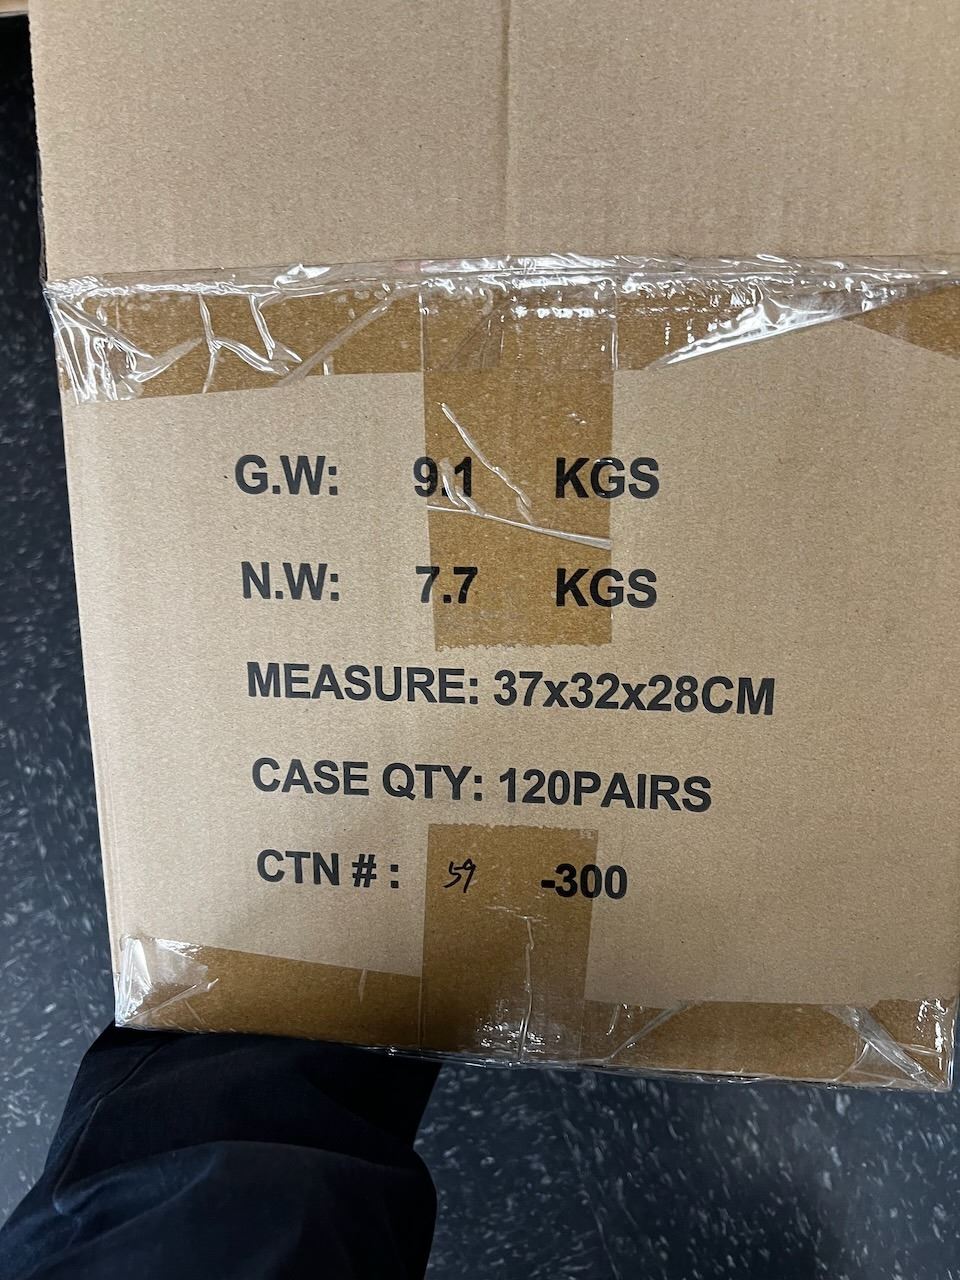 G.W: 9.1 KGS
N.W: 7.7 KGS
MEASURE: 37x32x28CM
CASE QTY: 120PAIRS
CTN # : 59 -300